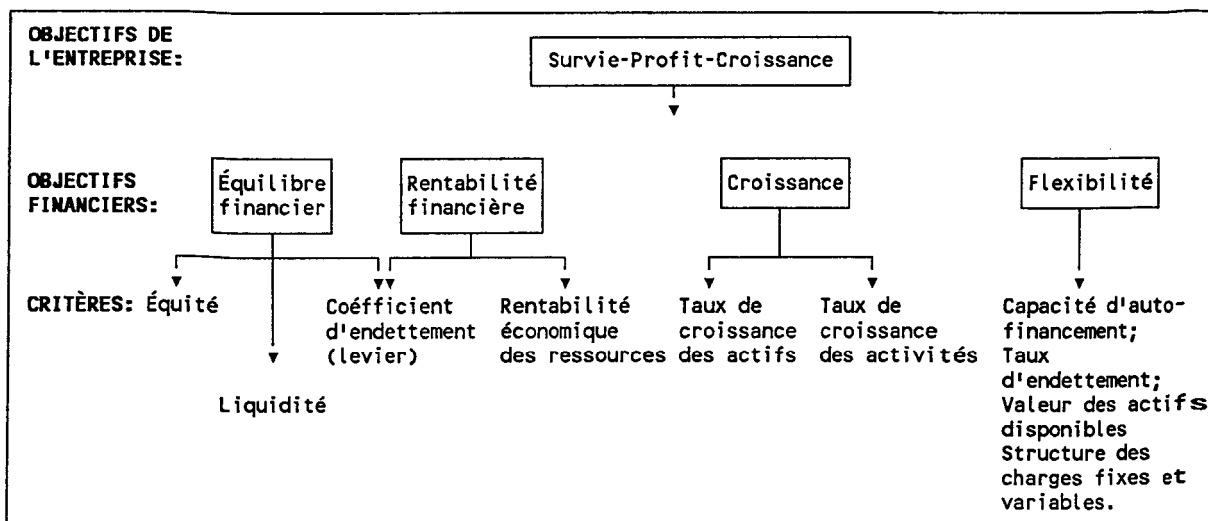 OBJECTIFS DE
L'ENTREPRISE:
Survie-Profit-Croissance
OBJECTIFS
FINANCIERS:
Équilibre
financier
Rentabilité
financière
Croissance
Flexibilité
CRITÈRES:
Équité
Liquidité
Coéfficient
d'endettement
(levier)
Rentabilité
économique
des ressources
Taux de
croissance
des actifs
Taux de
croissance
des activités
Capacité d'auto-
financement;
Taux
d'endettement;
Valeur des actifs
disponibles
Structure des
charges fixes et
variables.